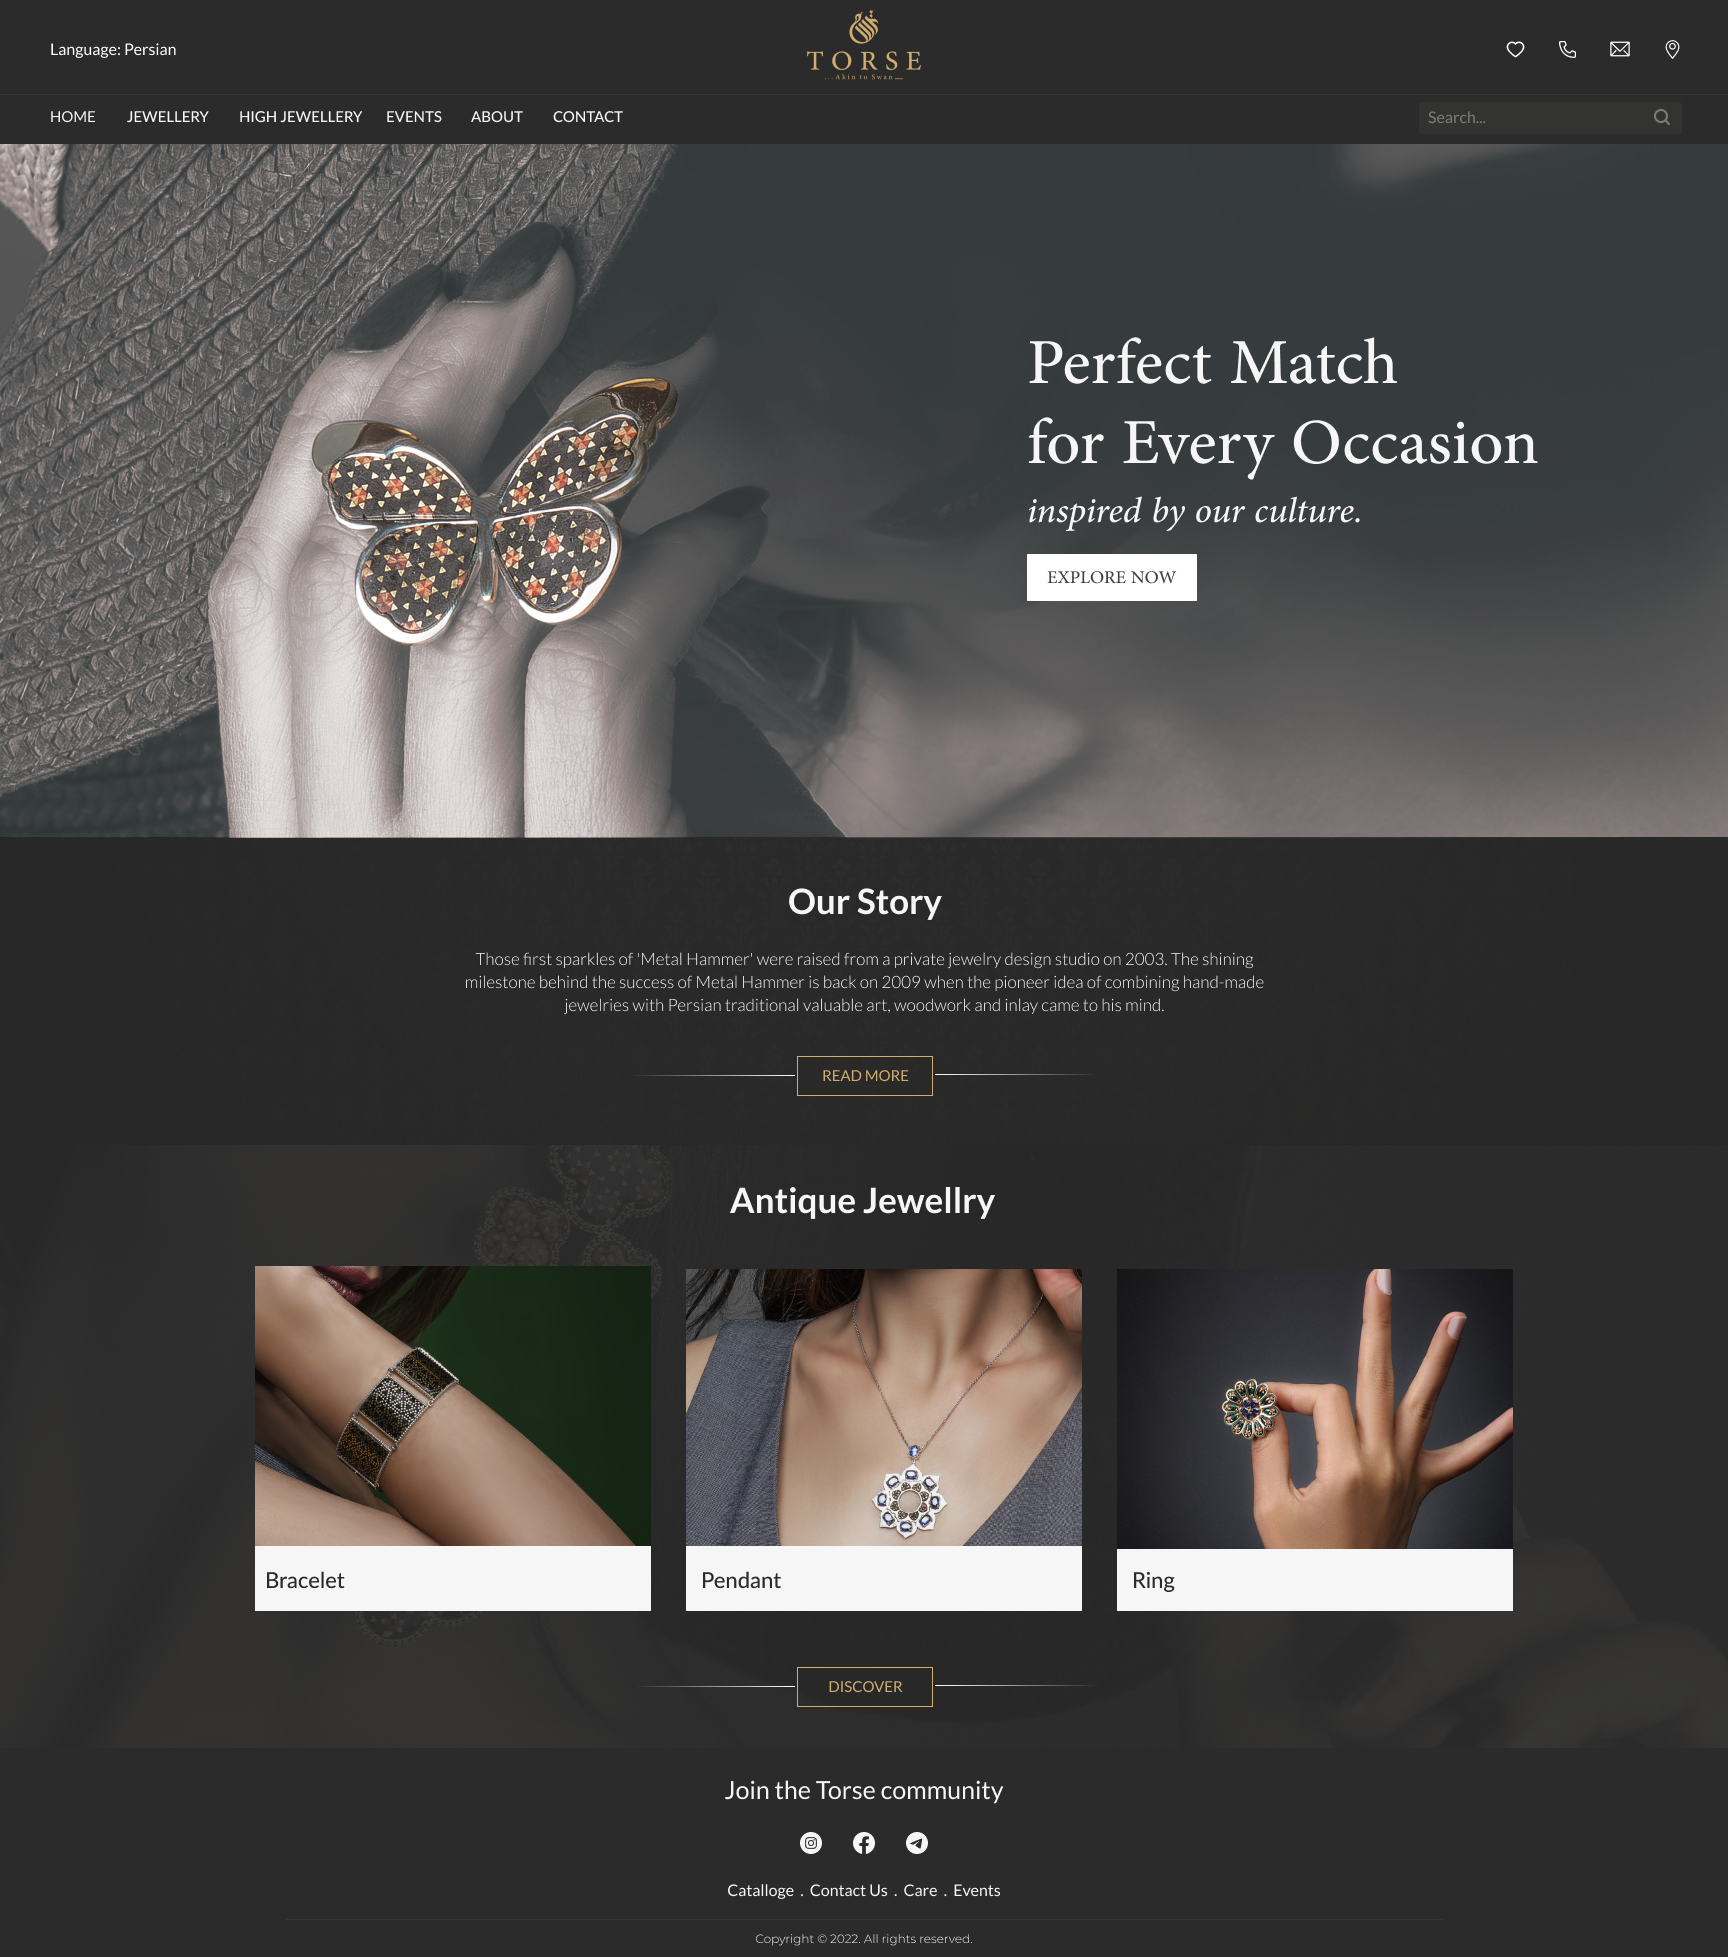 Language: Persian
TORSE
...Akin to Swan...
HOME JEWELLERY HIGH JEWELLERY EVENTS ABOUT CONTACT
Search...
Perfect Match
for Every Occasion
inspired by our culture.
EXPLORE NOW
Our Story
Those first sparkles of 'Metal Hammer' were raised from a private jewelry design studio on 2003. The shining
milestone behind the success of Metal Hammer is back on 2009 when the pioneer idea of combining hand-made
jewelries with Persian traditional valuable art, woodwork and inlay came to his mind.
READ MORE
Antique Jewellry
Bracelet
Pendant
Ring
DISCOVER
Join the Torse community
Catalloge . Contact Us . Care . Events
Copyright © 2022. All rights reserved.